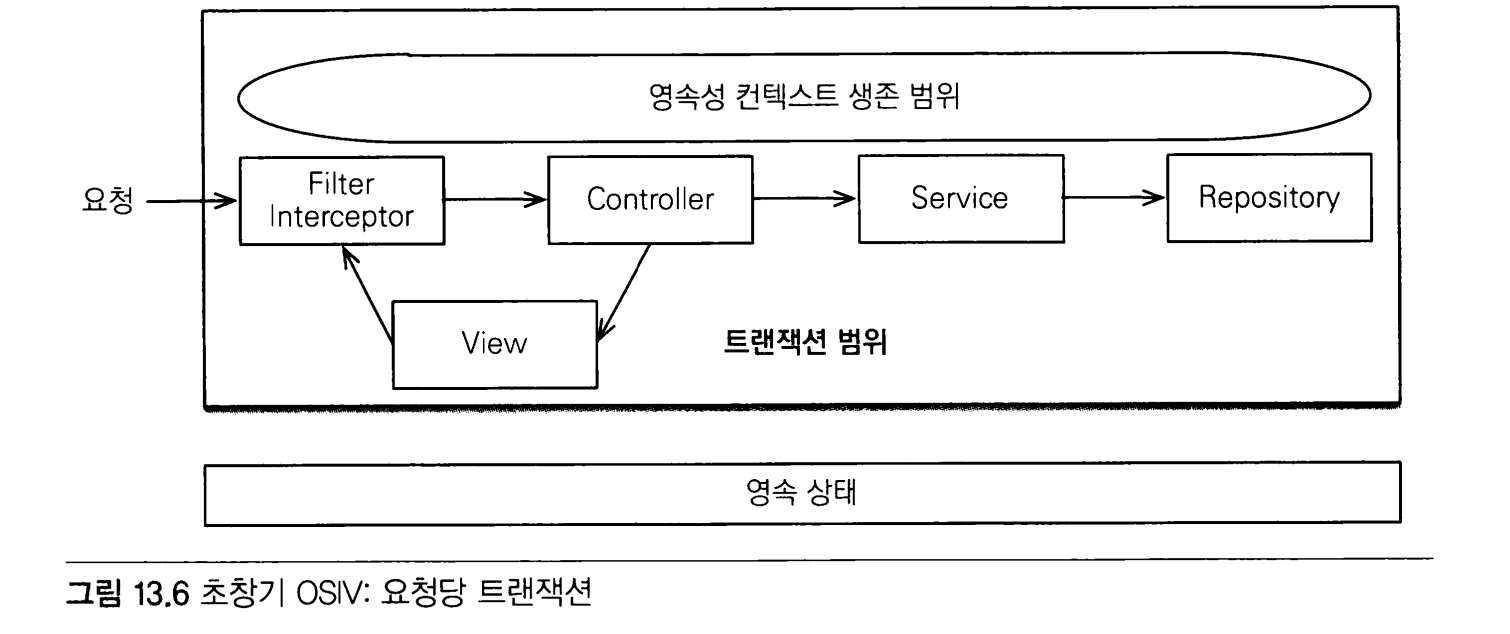 영속성 컨텍스트 생존 범위
요청
Filter
Interceptor
Controller
Service
Repository
View
트랜잭션 범위
영속 상태
그림 13.6 초창기 OSIV: 요청당 트랜잭션